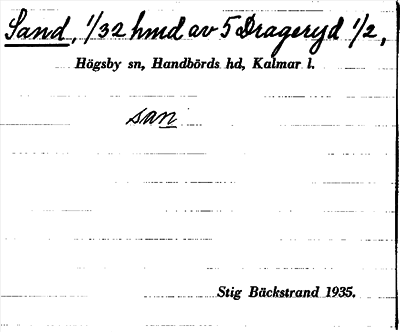 Sand, 1/32 hmd av 5 Drageryd 1/2,
Högsby sn, Handbörds hd, Kalmar l.
san
Stig Bäckstrand 1935.